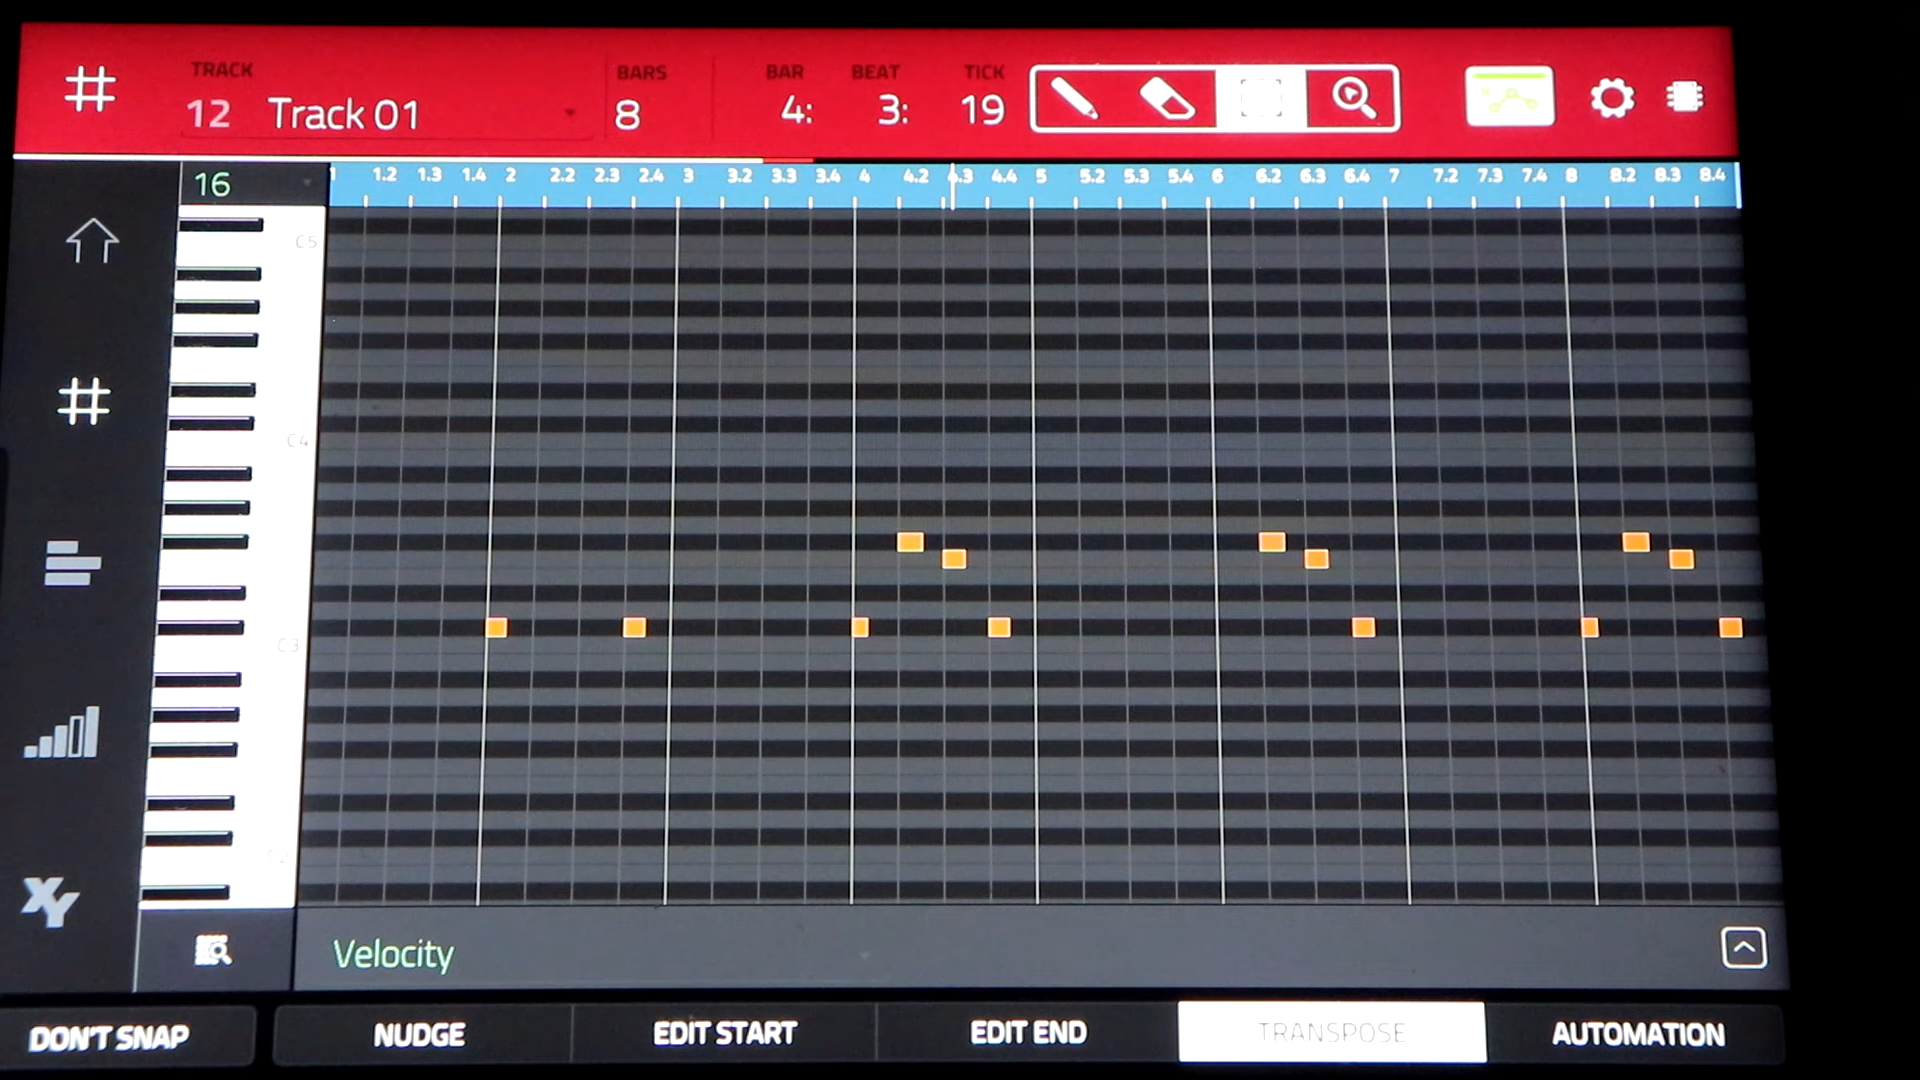 TRACK BARS BAR BEAT TICK
12 Track 01 8 4: 3: 19
16 1 1.2 1.3 1.4 2 2.2 2.3 2.4 3 3.2 3.3 3.4 4 4.2 4.3 4.4 5 5.2 5.3 5.4 6 6.2 6.3 6.4 7 7.2 7.3 7.4 8 8.2 8.3 8.4
C5
C4
C3
C2
XY
Velocity
DON'T SNAP NUDGE EDIT START EDIT END TRANSPOSE AUTOMATION